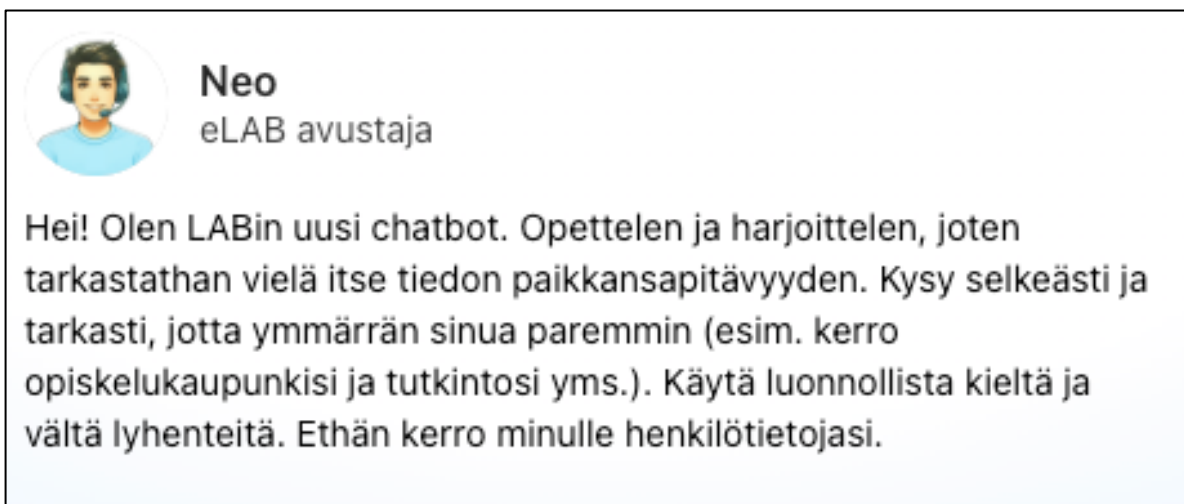 Neo
eLAB avustaja
Hei! Olen LABin uusi chatbot. Opettelen ja harjoittelen, joten
tarkastathan vielä itse tiedon paikkansapitävyyden. Kysy selkeästi ja
tarkasti, jotta ymmärrän sinua paremmin (esim. kerro
opiskelukaupunkisi ja tutkintosi yms.). Käytä luonnollista kieltä ja
vältä lyhenteitä. Ethän kerro minulle henkilötietojasi.